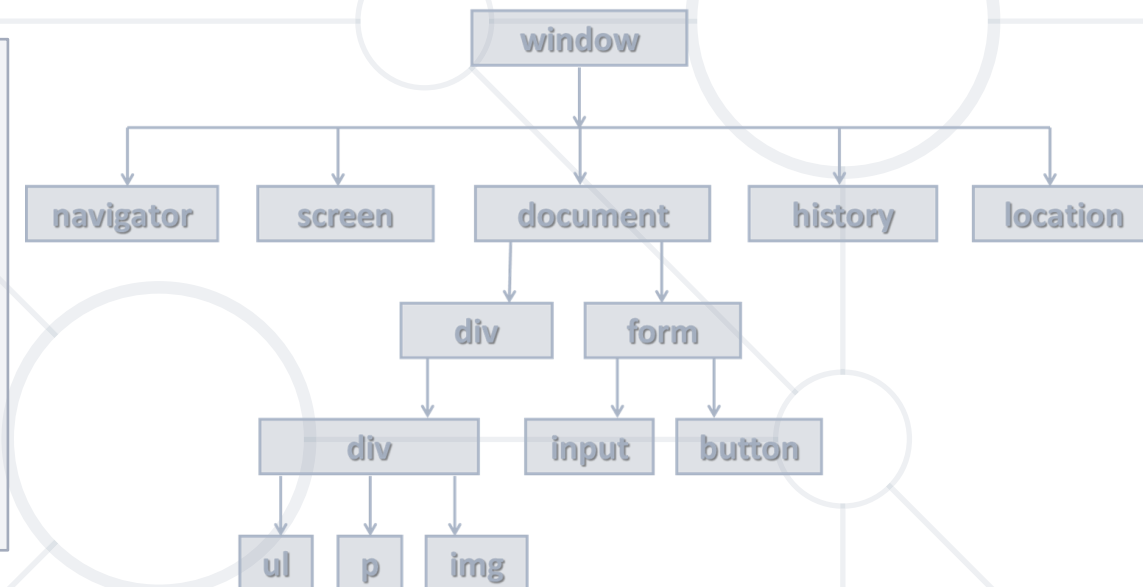 window
navigator screen document history location
div form
div input button
ul p img